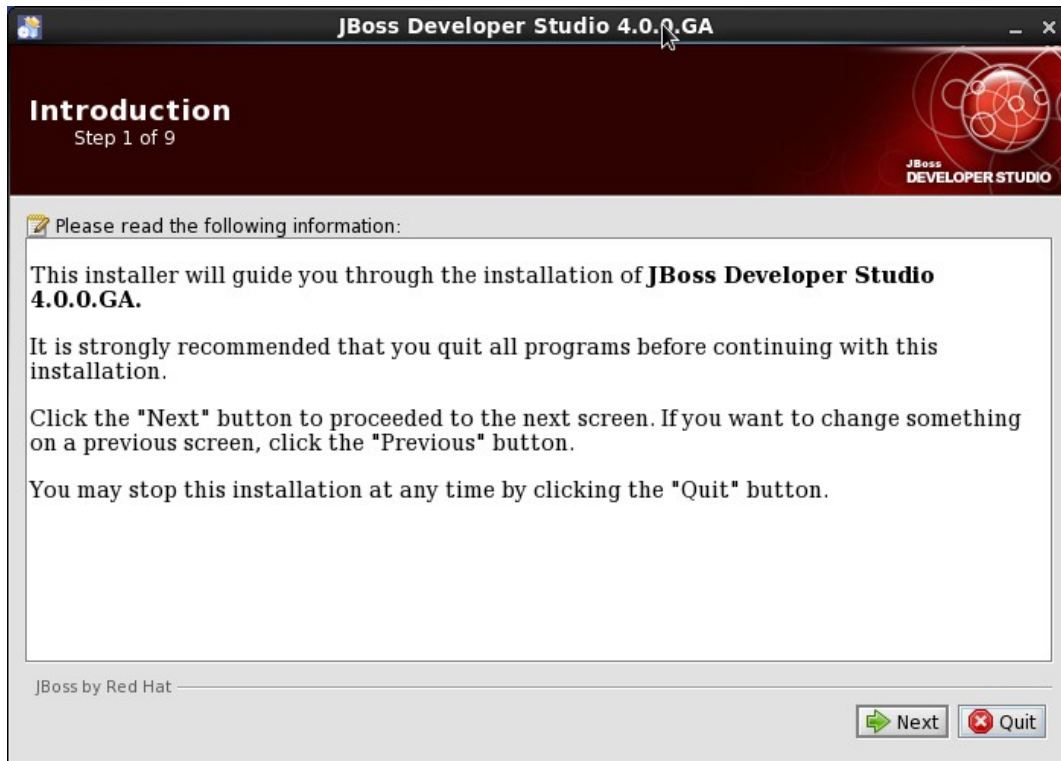 JBoss Developer Studio 4.0.0.GA
Introduction
Step 1 of 9
JBoss
DEVELOPER STUDIO
Please read the following information:
This installer will guide you through the installation of JBoss Developer Studio
4.0.0.GA.
It is strongly recommended that you quit all programs before continuing with this
installation.
Click the "Next" button to proceeded to the next screen. If you want to change something
on a previous screen, click the "Previous" button.
You may stop this installation at any time by clicking the "Quit" button.
JBoss by Red Hat
Next
Quit